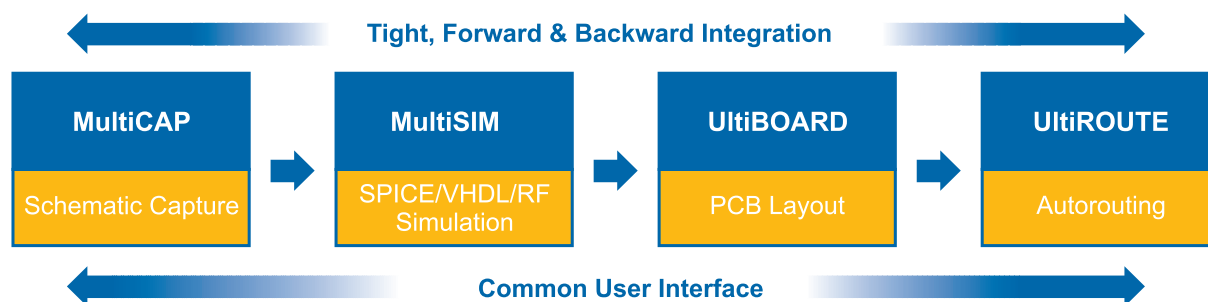 Tight, Forward & Backward Integration
MultiCAP
MultiSIM
UltiBOARD
UltiROUTE
Schematic Capture
SPICE/VHDL/RF
Simulation
PCB Layout
Autorouting
Common User Interface